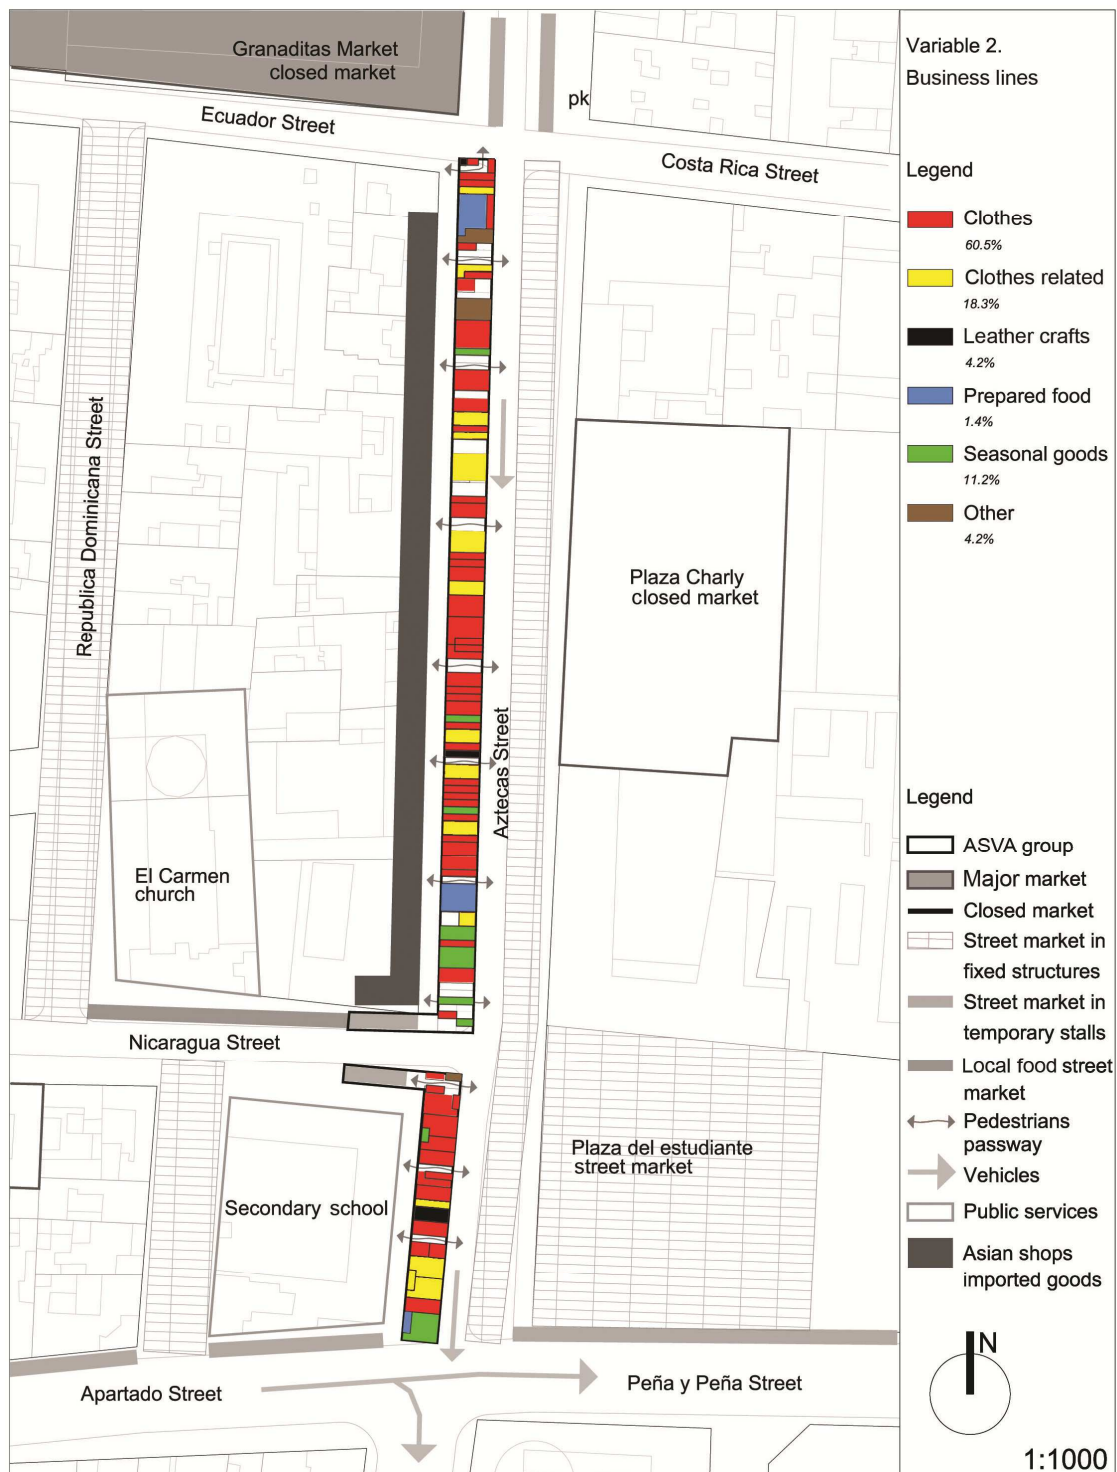 Granaditas Market
closed market
Ecuador Street
pk
Costa Rica Street
Republica Dominicana Street
Plaza Charly
closed market
Aztecas Street
El Carmen
church
Nicaragua Street
Plaza del estudiante
street market
Secondary school
Apartado Street
Peña y Peña Street
Variable 2.
Business lines
Legend
Clothes
60.5%
Clothes related
18.3%
Leather crafts
4.2%
Prepared food
1.4%
Seasonal goods
11.2%
Other
4.2%
Legend
ASVA group
Major market
Closed market
Street market in
fixed structures
Street market in
temporary stalls
Local food street
market
Pedestrians
passway
Vehicles
Public services
Asian shops
imported goods
N
1:1000